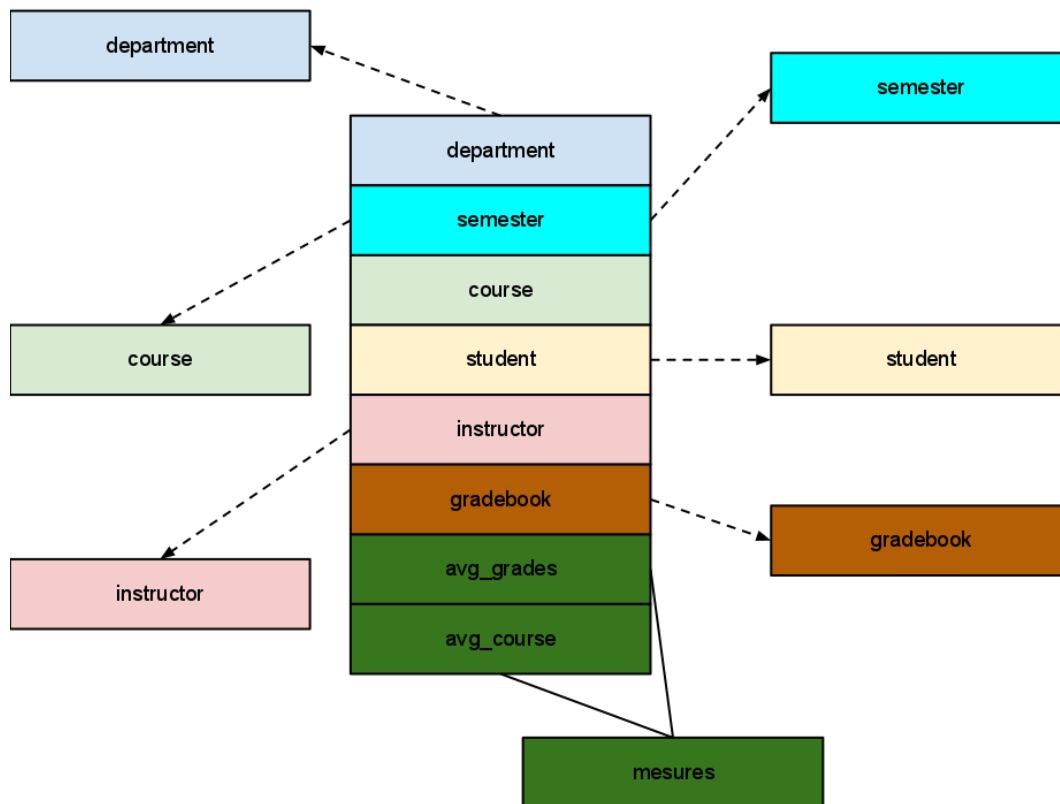 department
semester
department
semester
course
course
student
student
instructor
gradebook
gradebook
avg_grades
instructor
avg_course
mesures